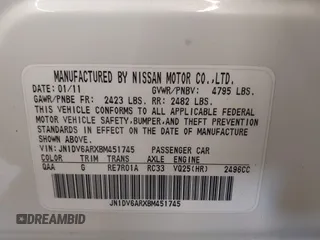 MANUFACTURED BY NISSAN MOTOR CO.,LTD.
DATE: 01/11 GVWR/PNBV: 4795 LBS.
GAWR/PNBE FR: 2423 LBS. RR: 2482 LBS.
THIS VEHICLE CONFORMS TO ALL APPLICABLE FEDERAL
MOTOR VEHICLE SAFETY,BUMPER,AND THEFT PREVENTION
STANDARDS IN EFFECT ON THE DATE OF MANUFACTURE
SHOWN ABOVE.
VIN:JN1DV6ARXBM451745 PASSENGER CAR
COLOR TRIM TRANS AXLE ENGINE
QAA G RE7R01A RC33 VQ25(HR) 2496CC
JN1DV6ARXBM451745
DREAMBID
dreambid.com